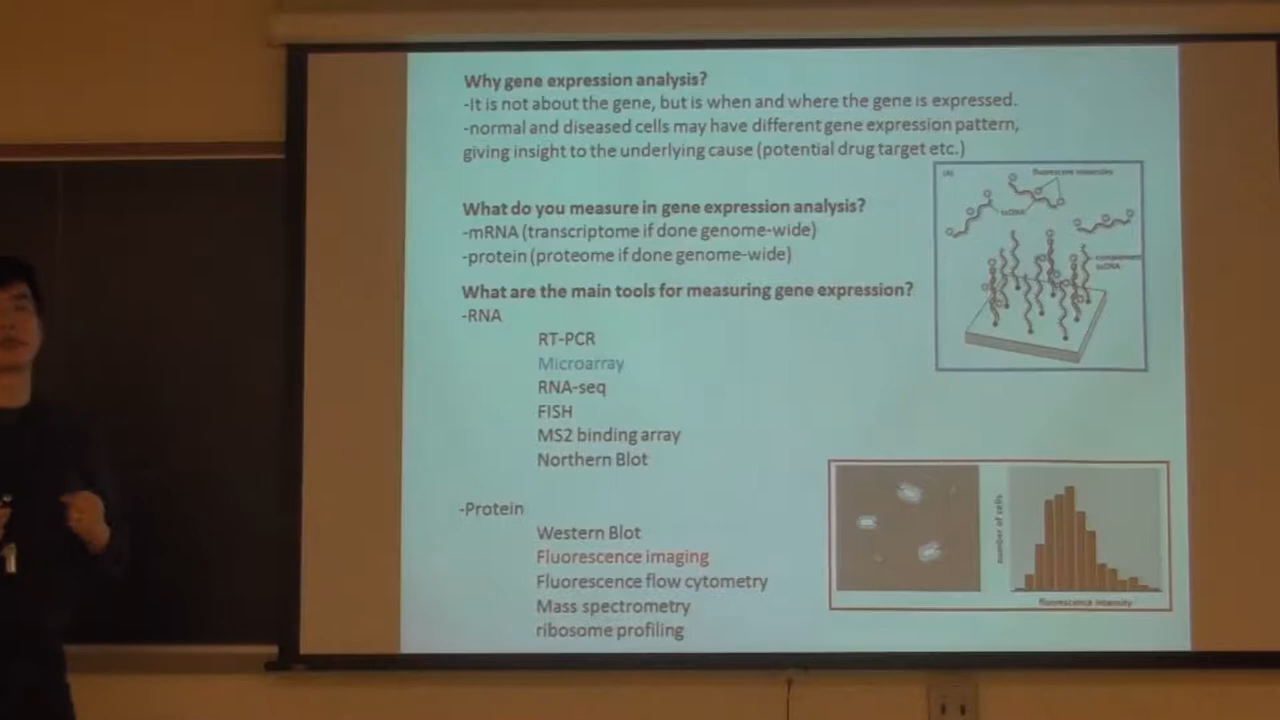 Why gene expression analysis?
-It is not about the gene, but is when and where the gene is expressed.
-normal and diseased cells may have different gene expression pattern,
giving insight to the underlying cause (potential drug target etc.)
(A)
fluorescent molecules
ssDNA
ssDNA
What do you measure in gene expression analysis?
-mRNA (transcriptome if done genome-wide)
-protein (proteome if done genome-wide)
What are the main tools for measuring gene expression?
-RNA
RT-PCR
Microarray
RNA-seq
FISH
MS2 binding array
Northern Blot
-Protein
Western Blot
Fluorescence imaging
Fluorescence flow cytometry
Mass spectrometry
ribosome profiling
number of cells
fluorescence intensity